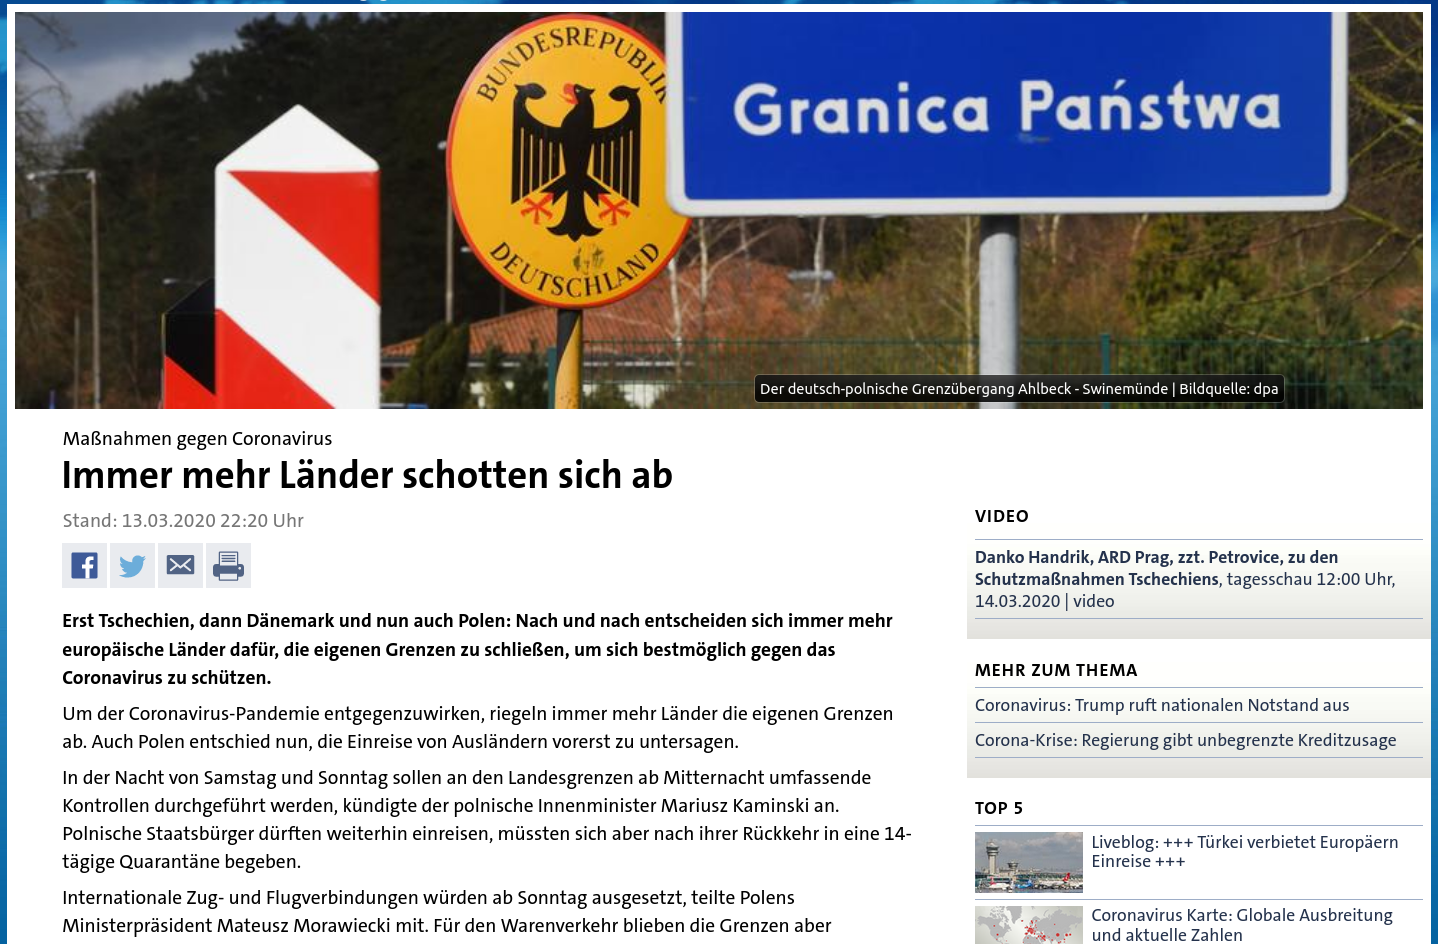 BUNDESREPUBLIK
DEUTSCHLAND
Granica Państwa
Der deutsch-polnische Grenzübergang Ahlbeck - Swinemünde | Bildquelle: dpa
Maßnahmen gegen Coronavirus
Immer mehr Länder schotten sich ab
Stand: 13.03.2020 22:20 Uhr
Erst Tschechien, dann Dänemark und nun auch Polen: Nach und nach entscheiden sich immer mehr
europäische Länder dafür, die eigenen Grenzen zu schließen, um sich bestmöglich gegen das
Coronavirus zu schützen.
Um der Coronavirus-Pandemie entgegenzuwirken, riegeln immer mehr Länder die eigenen Grenzen
ab. Auch Polen entschied nun, die Einreise von Ausländern vorerst zu untersagen.
In der Nacht von Samstag und Sonntag sollen an den Landesgrenzen ab Mitternacht umfassende
Kontrollen durchgeführt werden, kündigte der polnische Innenminister Mariusz Kaminski an.
Polnische Staatsbürger dürften weiterhin einreisen, müssten sich aber nach ihrer Rückkehr in eine 14-
tägige Quarantäne begeben.
Internationale Zug- und Flugverbindungen würden ab Sonntag ausgesetzt, teilte Polens
Ministerpräsident Mateusz Morawiecki mit. Für den Warenverkehr blieben die Grenzen aber
VIDEO
Danko Handrik, ARD Prag, zzt. Petrovice, zu den
Schutzmaßnahmen Tschechiens, tagesschau 12:00 Uhr,
14.03.2020 | video
MEHR ZUM THEMA
Coronavirus: Trump ruft nationalen Notstand aus
Corona-Krise: Regierung gibt unbegrenzte Kreditzusage
TOP 5
Liveblog: +++ Türkei verbietet Europäern
Einreise +++
Coronavirus Karte: Globale Ausbreitung
und aktuelle Zahlen